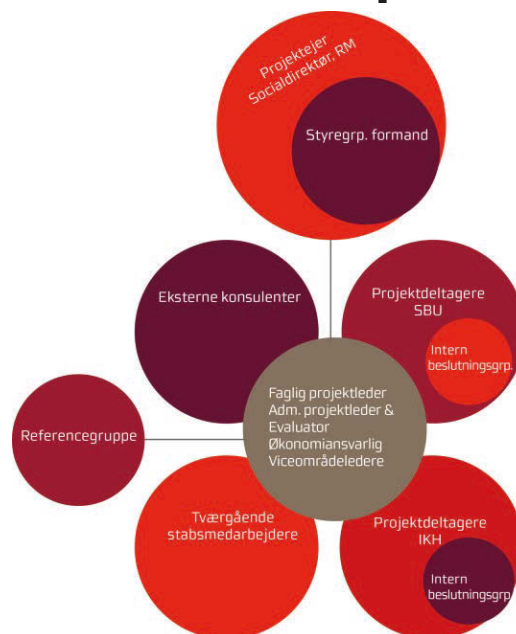 Projektejer
Socialdirektør, RM
Styregrp. formand
Eksterne konsulenter
Projektdeltagere
SBU
Intern
beslutningsgrp.
Faglig projektleder
Adm. projektleder &
Evaluator
Økonomiansvarlig
Viceområdeledere
Referencegruppe
Tværgående
stabsmedarbejdere
Projektdeltagere
IKH
Intern
beslutningsgrp.